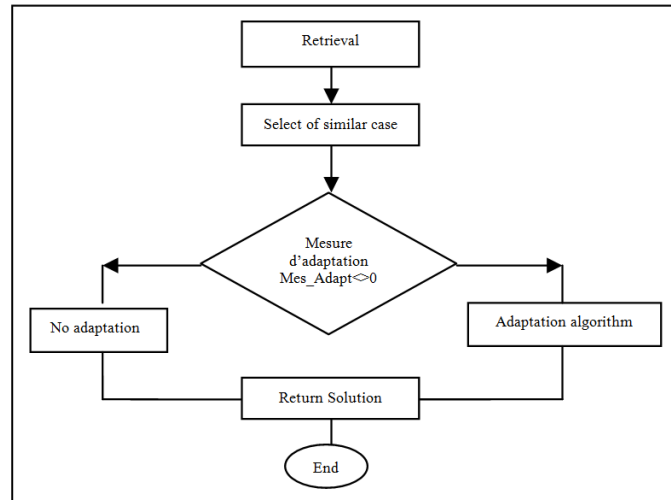 Retrieval
Select of similar case
Mesure
d'adaptation
Mes_Adapt<>0
No adaptation
Adaptation algorithm
Return Solution
End